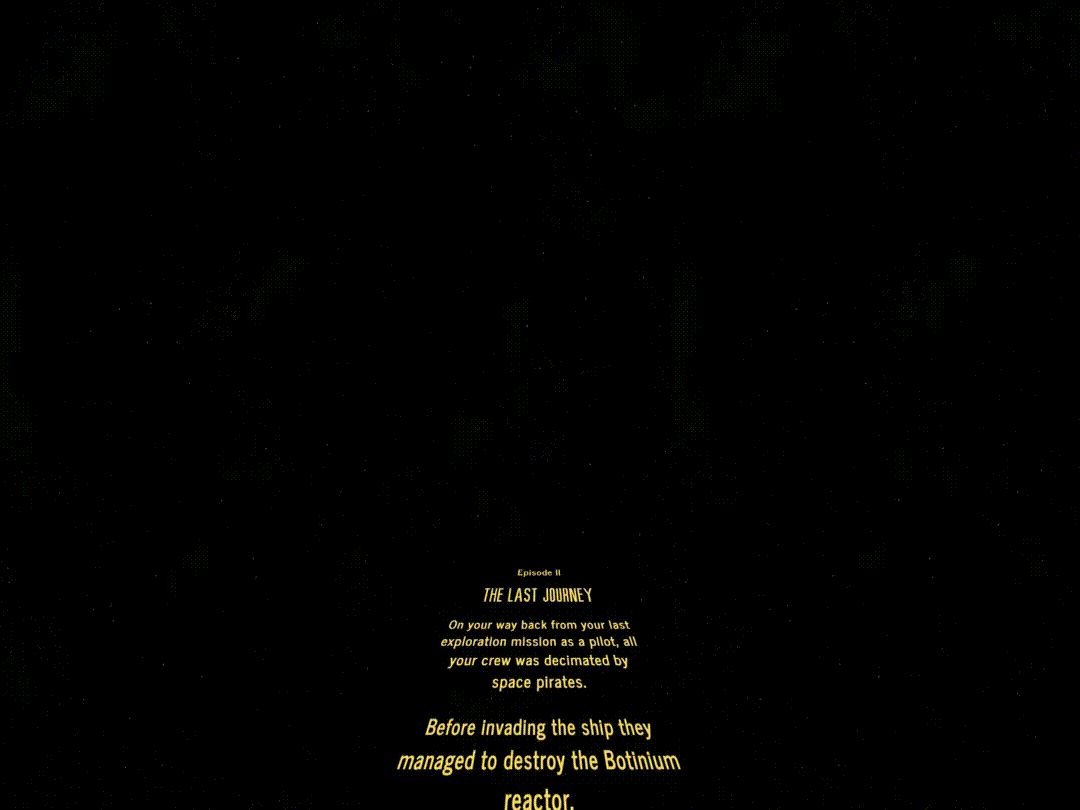 Episode II
THE LAST JOURNEY
On your way back from your last
exploration mission as a pilot, all
your crew was decimated by
space pirates.
Before invading the ship they
managed to destroy the Botinium
reactor.